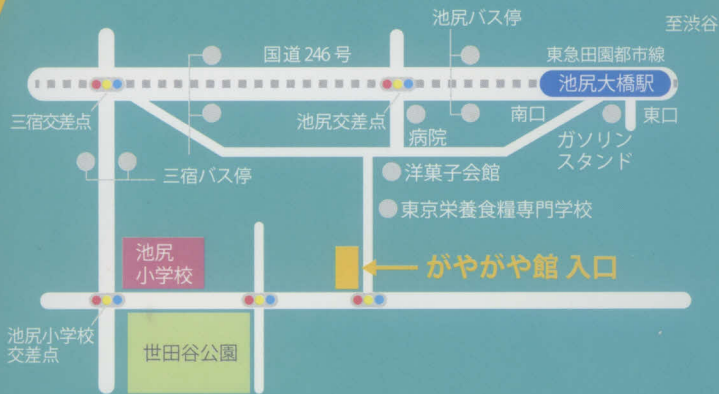 池尻バス停
至渋谷
国道246号
東急田園都市線
池尻大橋駅
三宿交差点
池尻交差点
病院
南口
東口
ガソリン
スタンド
三宿バス停
洋菓子会館
東京栄養食糧専門学校
池尻
小学校
がやがや館 入口
池尻小学校
交差点
世田谷公園